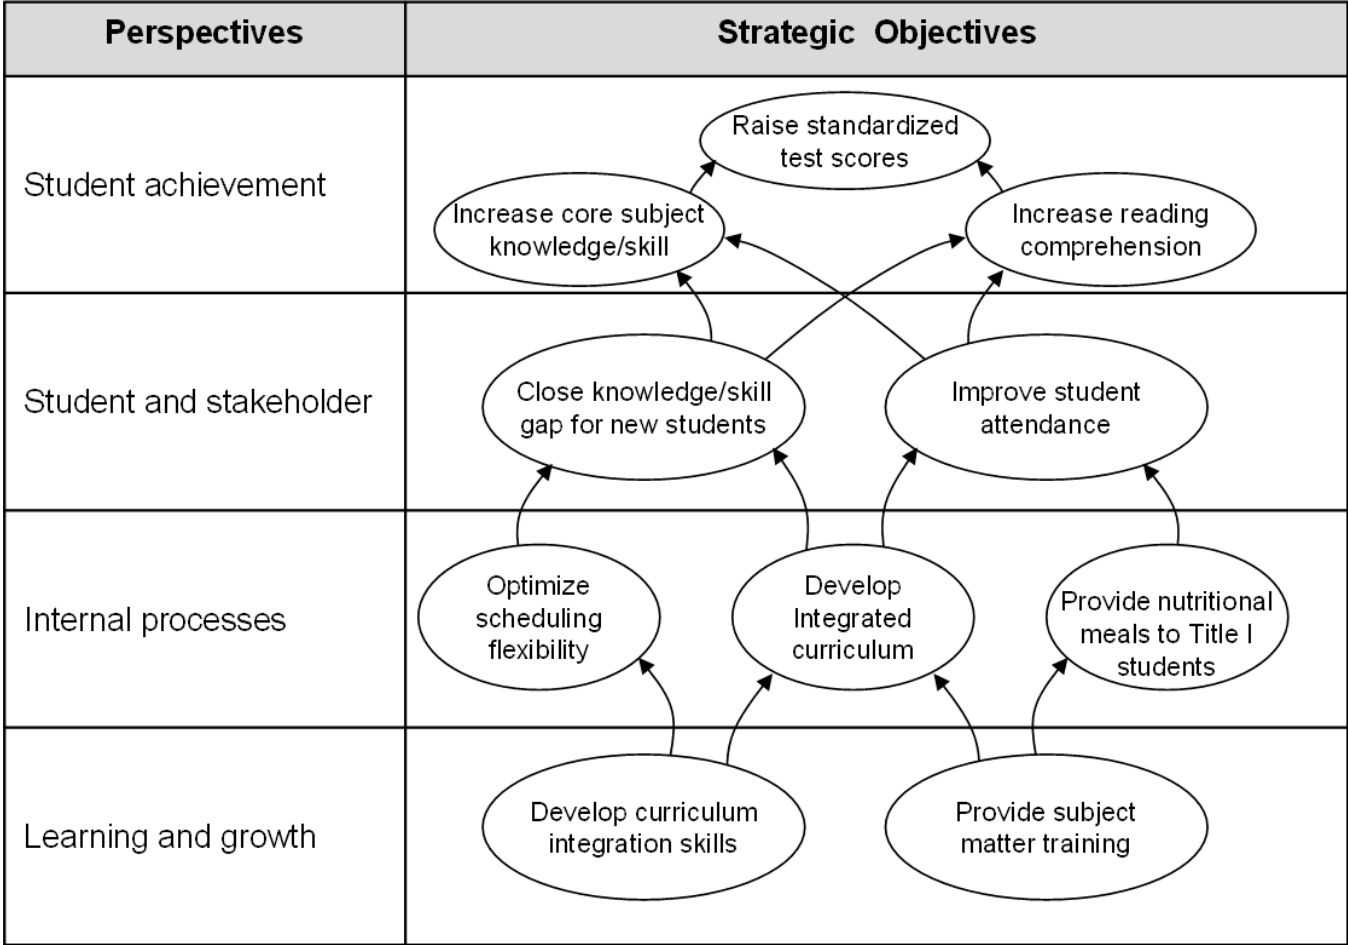 Perspectives
Strategic Objectives
Student achievement
Raise standardized
test scores
Increase core subject
knowledge/skill
Increase reading
comprehension
Student and stakeholder
Close knowledge/skill
gap for new students
Improve student
attendance
Internal processes
Optimize
scheduling
flexibility
Develop
Integrated
curriculum
Provide nutritional
meals to Title I
students
Learning and growth
Develop curriculum
integration skills
Provide subject
matter training